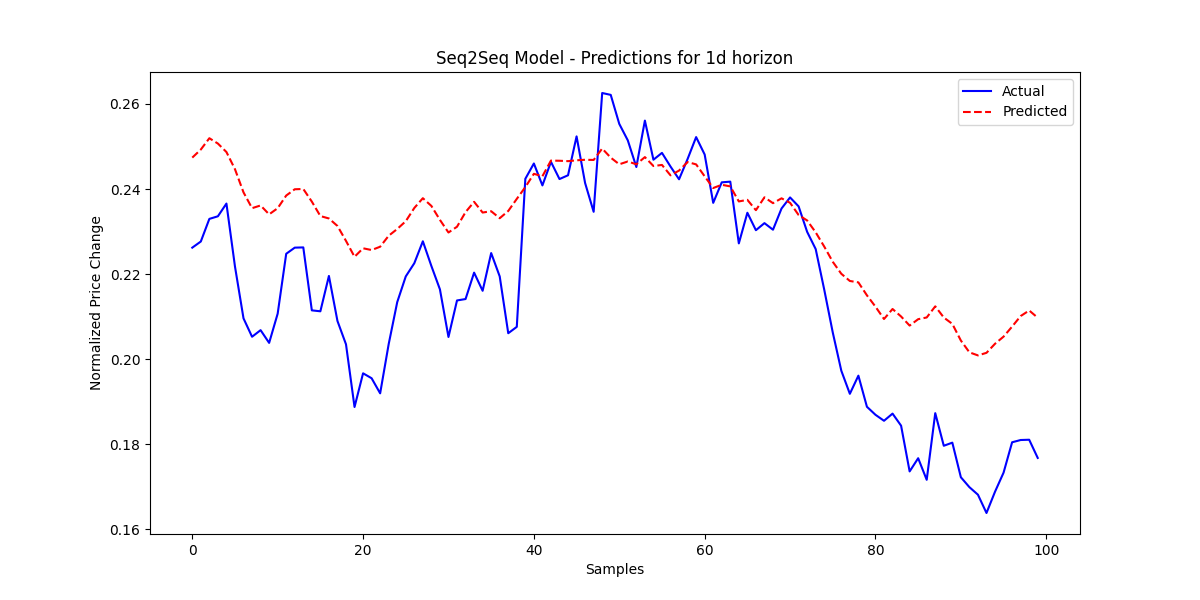 Seq2Seq Model - Predictions for 1d horizon
Actual
Predicted
Normalized Price Change
0.26
0.24
0.22
0.20
0.18
0.16
0
20
40
60
80
100
Samples